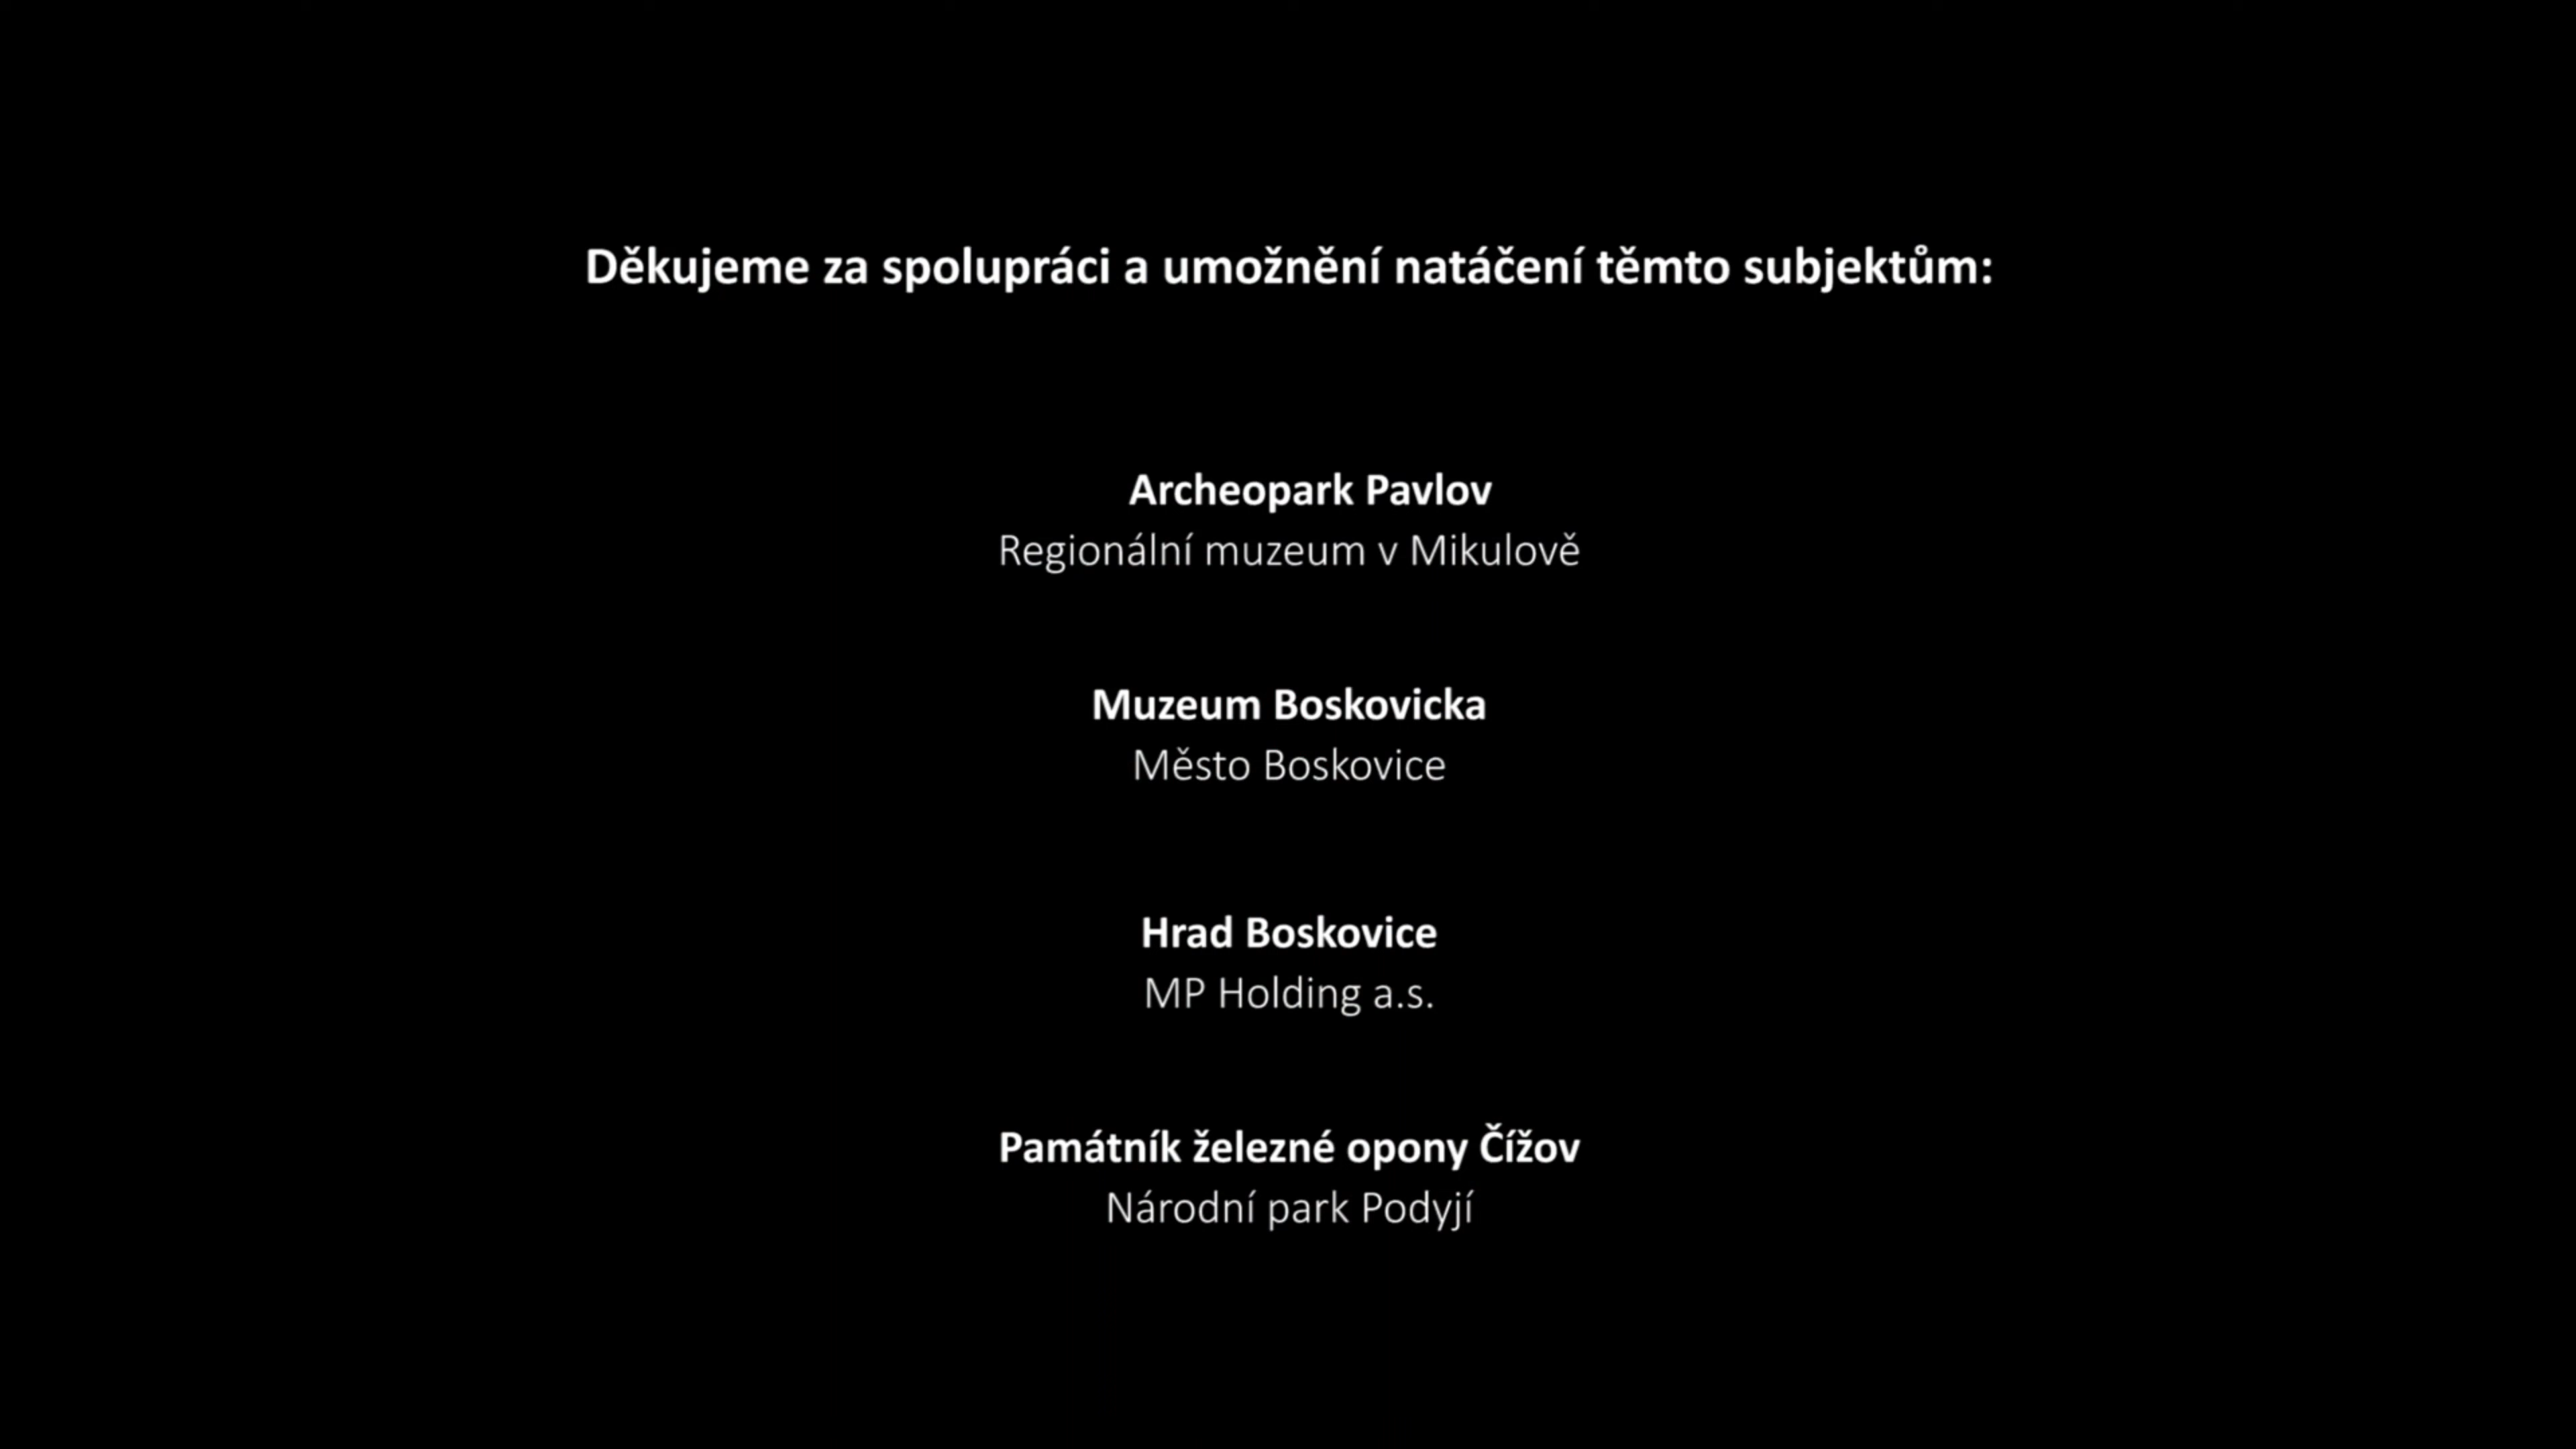 Děkujeme za spolupráci a umožnění natáčení těmto subjektům:
Archeopark Pavlov
Regionální muzeum v Mikulově
Muzeum Boskovicka
Město Boskovice
Hrad Boskovice
MP Holding a.s.
Památník železné opony Čížov
Národní park Podyjí